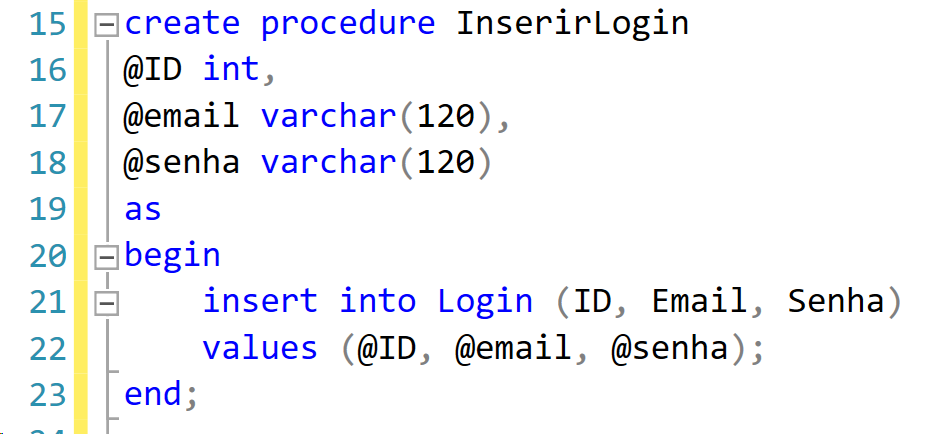 15 create procedure InserirLogin
16 @ID int,
17 @email varchar(120),
18 @senha varchar(120)
19 as
20 begin
21 insert into Login (ID, Email, Senha)
22 values (@ID, @email, @senha);
23 end;